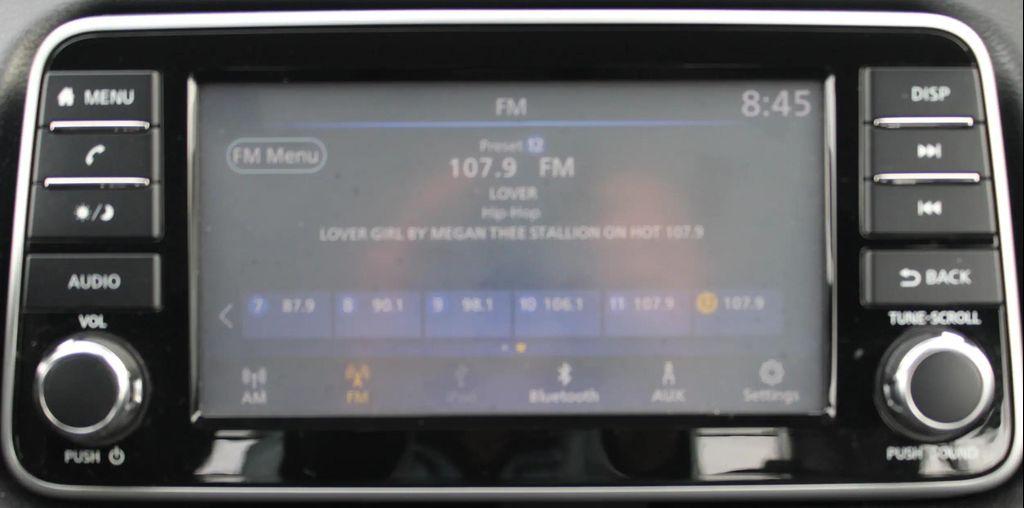 MENU
FM
8:45
DISP
Preset 12
FM Menu
107.9 FM
LOVER
Hip-Hop
LOVER GIRL BY MEGAN THEE STALLION ON HOT 107.9
AUDIO
BACK
7 87.9 8 90.1 9 98.1 10 106.1 11 107.9 12 107.9
VOL
TUNE·SCROLL
AM FM iPod Bluetooth AUX Settings
PUSH
PUSH SOUND